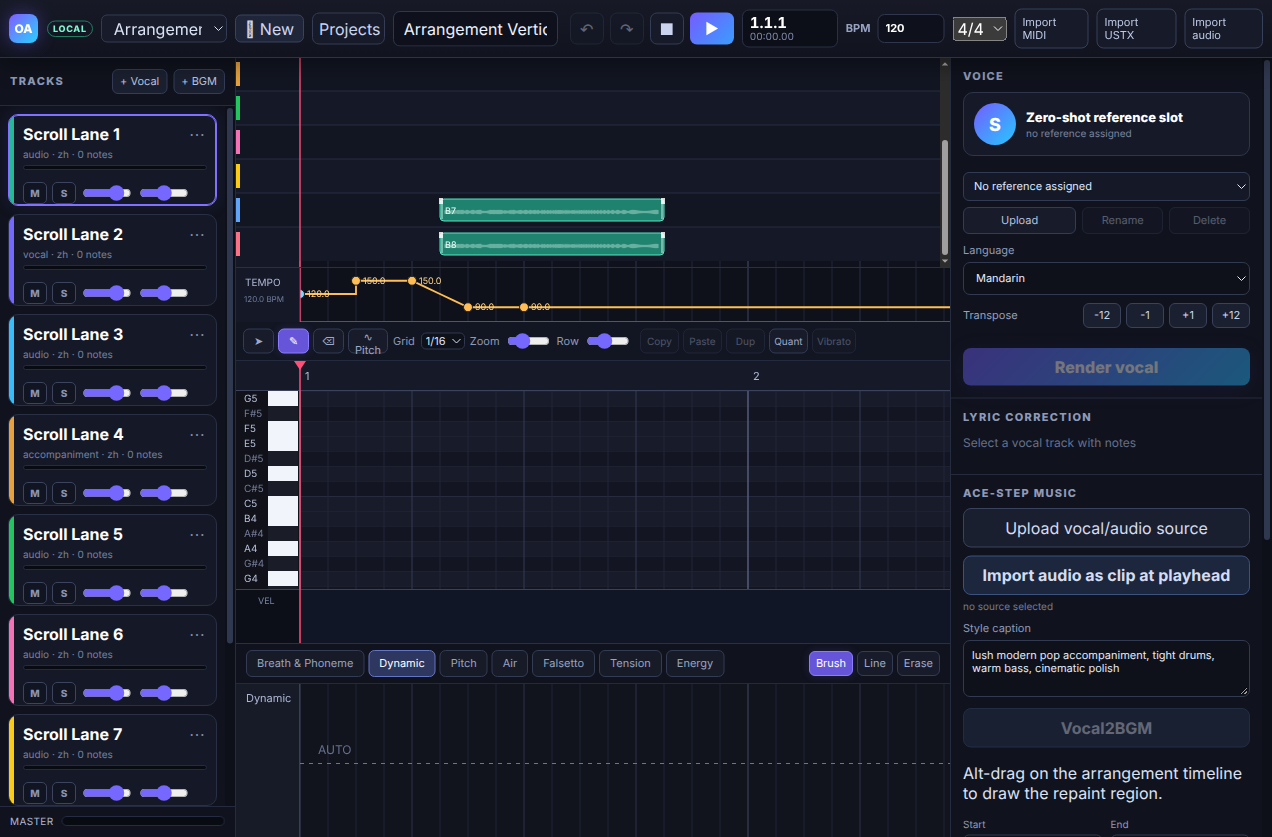 OA LOCAL Arrangemer New Projects Arrangement Vertic 1.1.1 00:00.00 BPM 120 4/4 Import MIDI Import USTX Import audio
TRACKS + Vocal + BGM
Scroll Lane 1 ...
audio · zh · 0 notes
M S
Scroll Lane 2 ...
vocal · zh · 0 notes
M S
Scroll Lane 3 ...
audio · zh · 0 notes
M S
Scroll Lane 4 ...
accompaniment · zh · 0 notes
M S
Scroll Lane 5 ...
audio · zh · 0 notes
M S
Scroll Lane 6 ...
audio · zh · 0 notes
M S
Scroll Lane 7 ...
audio · zh · 0 notes
M S
MASTER
B7
B8
TEMPO
120.0 BPM
120.0 150.0 150.0 90.0 90.0
Pitch Grid 1/16 Zoom Row Copy Paste Dup Quant Vibrato
1 2
G5
F#5
F5
E5
D#5
D5
C#5
C5
B4
A#4
A4
G#4
G4
VEL
Breath & Phoneme Dynamic Pitch Air Falsetto Tension Energy Brush Line Erase
Dynamic
AUTO
VOICE
S
Zero-shot reference slot
no reference assigned
No reference assigned
Upload Rename Delete
Language
Mandarin
Transpose -12 -1 +1 +12
Render vocal
LYRIC CORRECTION
Select a vocal track with notes
ACE-STEP MUSIC
Upload vocal/audio source
Import audio as clip at playhead
no source selected
Style caption
lush modern pop accompaniment, tight drums,
warm bass, cinematic polish
Vocal2BGM
Alt-drag on the arrangement timeline
to draw the repaint region.
Start End